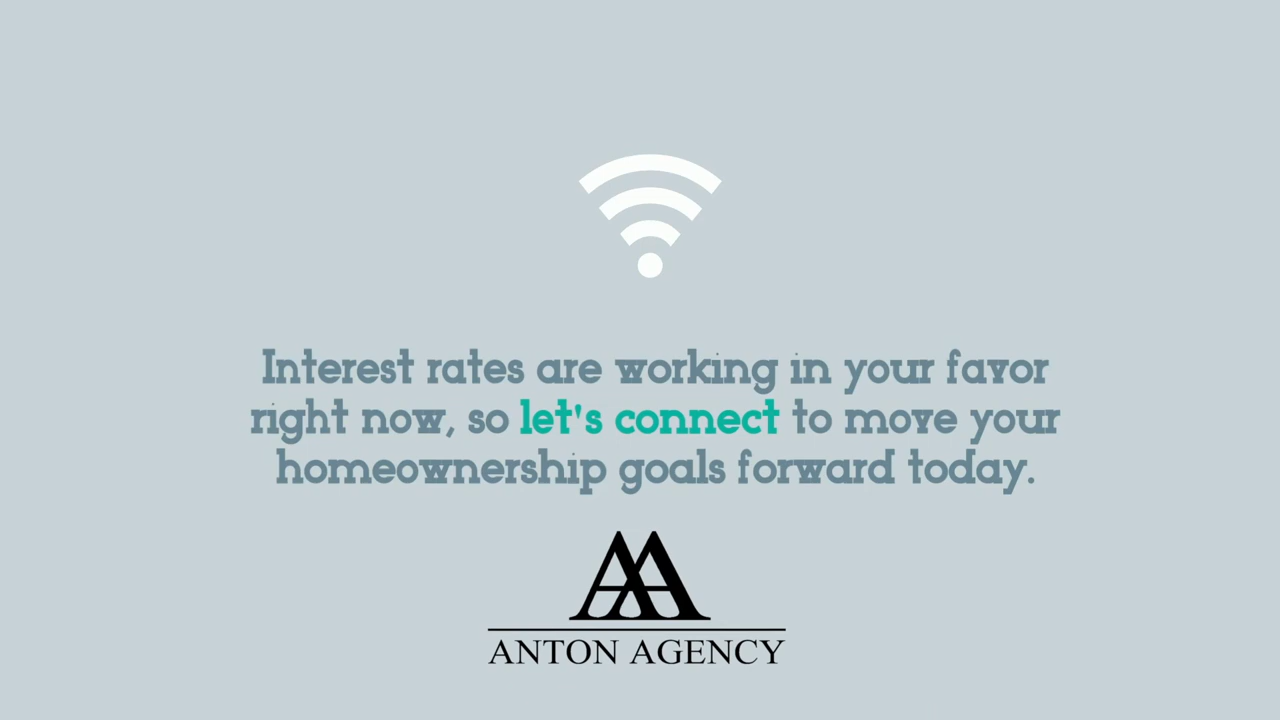 Interest rates are working in your favor
right now, so let's connect to move your
homeownership goals forward today.
AA
ANTON AGENCY